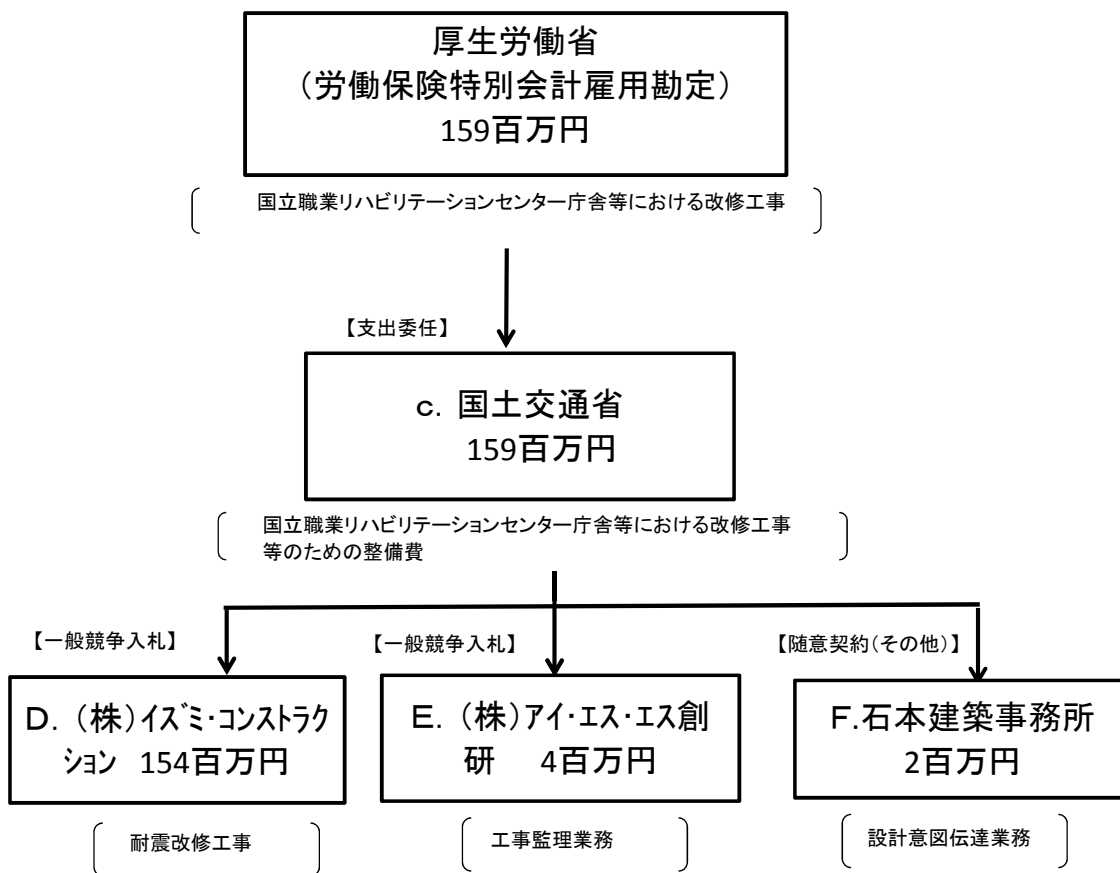 厚生労働省
（労働保険特別会計雇用勘定）
159百万円
国立職業リハビリテーションセンター庁舎等における改修工事
【支出委任】
c. 国土交通省
159百万円
国立職業リハビリテーションセンター庁舎等における改修工事
等のための整備費
【一般競争入札】
【一般競争入札】
【随意契約（その他）】
D. （株）ｲｽﾞﾐ・ｺﾝｽﾄﾗｸ
ｼｮﾝ 154百万円
E. （株）ｱｲ・ｴｽ・ｴｽ創
研 4百万円
F.石本建築事務所
2百万円
耐震改修工事
工事監理業務
設計意図伝達業務